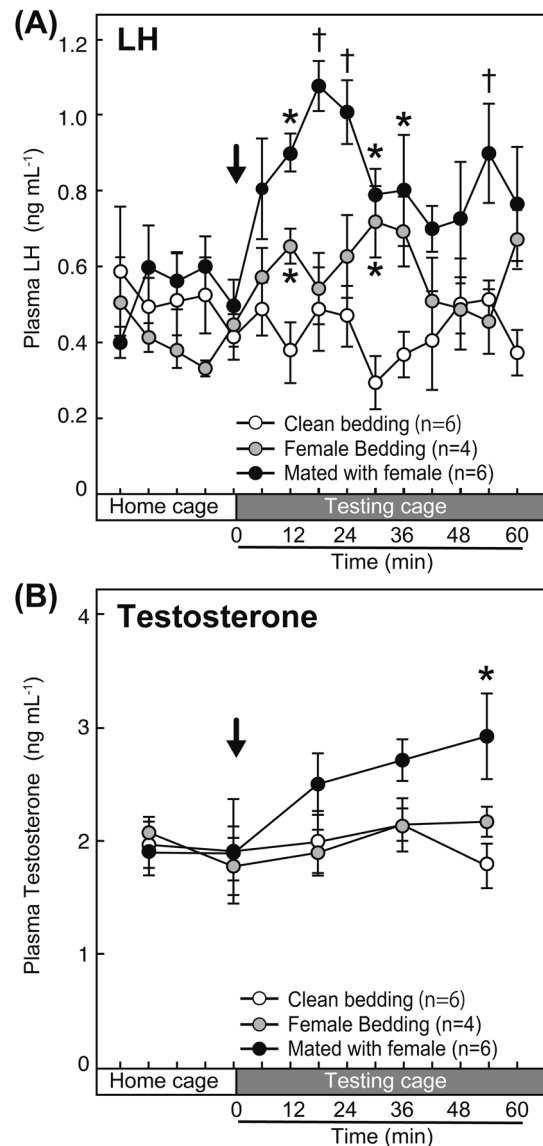 (A) LH
† † †
* * *
* *
1.2
1.0
0.8
0.6
0.4
0.2
0
Plasma LH (ng mL-1)
Clean bedding (n=6)
Female Bedding (n=4)
Mated with female (n=6)
Home cage Testing cage
0 12 24 36 48 60
Time (min)
(B) Testosterone
*
4
3
2
1
0
Plasma Testosterone (ng mL-1)
Clean bedding (n=6)
Female Bedding (n=4)
Mated with female (n=6)
Home cage Testing cage
0 12 24 36 48 60
Time (min)